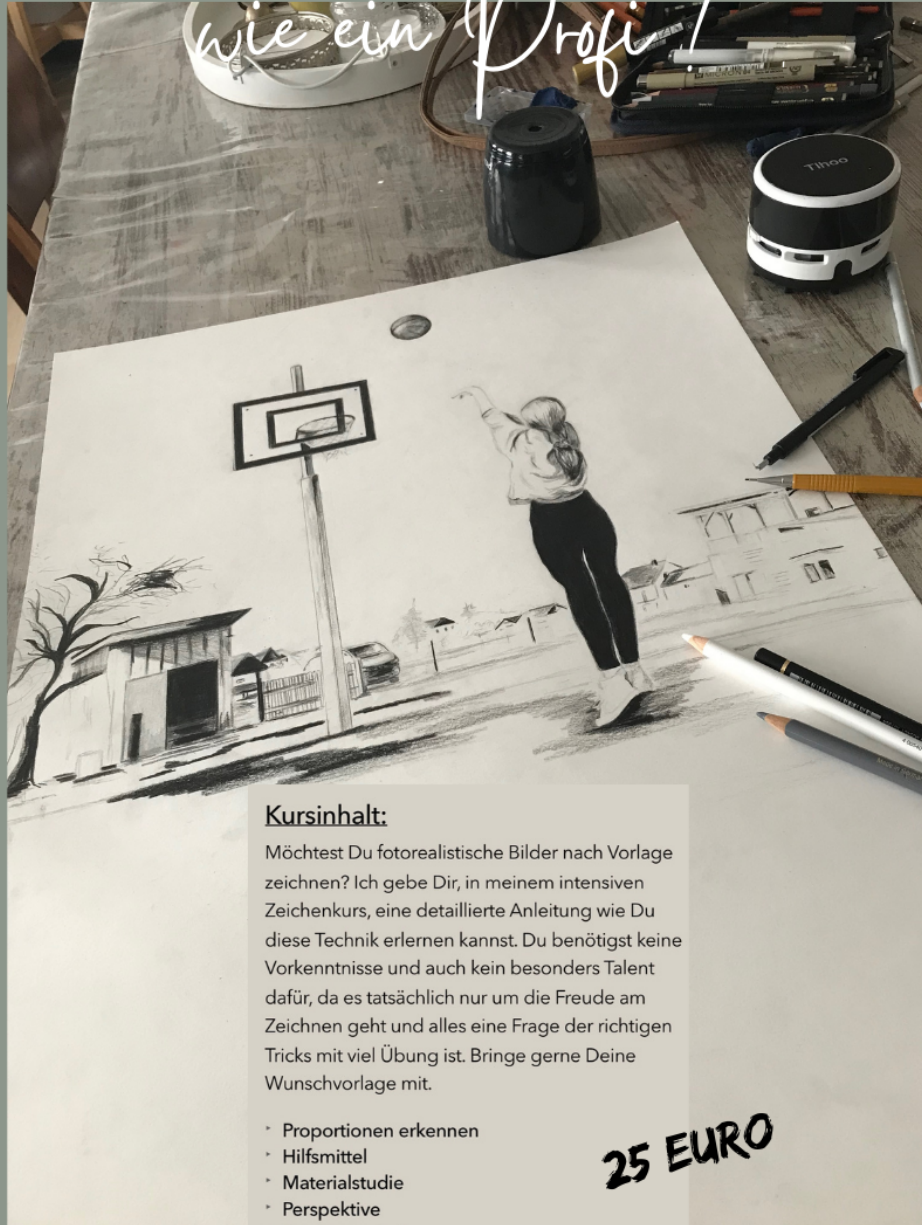 wie ein Profi !
MICRON
Tihoo
Kursinhalt:
Möchtest Du fotorealistische Bilder nach Vorlage
zeichnen? Ich gebe Dir, in meinem intensiven
Zeichenkurs, eine detaillierte Anleitung wie Du
diese Technik erlernen kannst. Du benötigst keine
Vorkenntnisse und auch kein besonders Talent
dafür, da es tatsächlich nur um die Freude am
Zeichnen geht und alles eine Frage der richtigen
Tricks mit viel Übung ist. Bringe gerne Deine
Wunschvorlage mit.
‣ Proportionen erkennen
‣ Hilfsmittel
‣ Materialstudie
‣ Perspektive
25 EURO